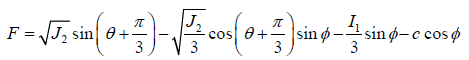 F = √J₂ sin(θ + π/3) − √(J₂/3) cos(θ + π/3) sin ϕ − I₁/3 sin ϕ − c cos ϕ